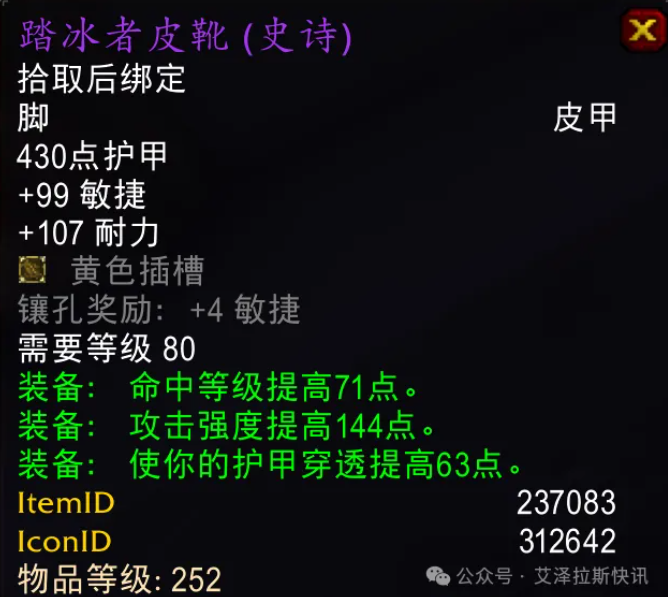 踏冰者皮靴 (史诗)
拾取后绑定
脚 皮甲
430点护甲
+99 敏捷
+107 耐力
黄色插槽
镶孔奖励: +4 敏捷
需要等级 80
装备: 命中等级提高71点。
装备: 攻击强度提高144点。
装备: 使你的护甲穿透提高63点。
ItemID 237083
IconID 312642
物品等级: 252
公众号 · 艾泽拉斯快讯